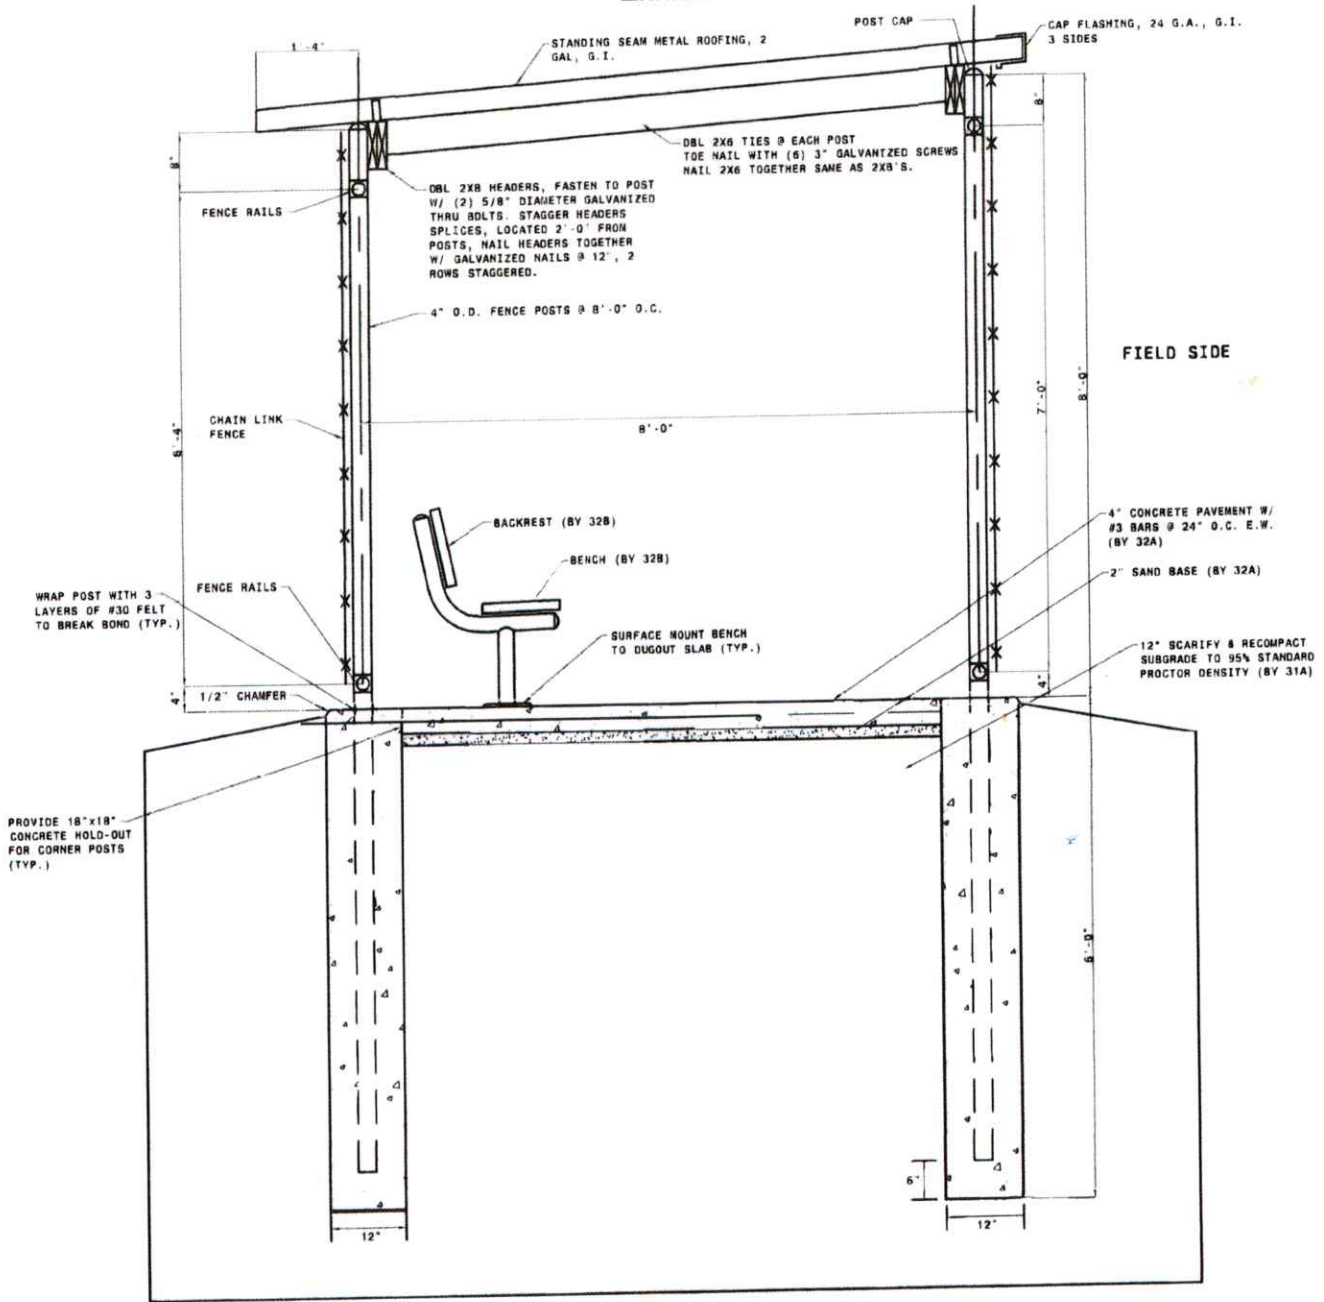 1'-4"
STANDING SEAM METAL ROOFING, 2
GAL, G.I.
POST CAP
CAP FLASHING, 24 G.A., G.I.
3 SIDES
8"
8"
DBL 2X6 TIES @ EACH POST
TOE NAIL WITH (6) 3" GALVANIZED SCREWS
NAIL 2X6 TOGETHER SAME AS 2X8'S.
FENCE RAILS
DBL 2X8 HEADERS, FASTEN TO POST
W/ (2) 5/8" DIAMETER GALVANIZED
THRU BOLTS. STAGGER HEADERS
SPLICES, LOCATED 2'-0" FROM
POSTS, NAIL HEADERS TOGETHER
W/ GALVANIZED NAILS @ 12", 2
ROWS STAGGERED.
4" O.D. FENCE POSTS @ 8'-0" O.C.
FIELD SIDE
CHAIN LINK
FENCE
6'-4"
8'-0"
7'-0"
8'-0"
BACKREST (BY 32B)
BENCH (BY 32B)
4" CONCRETE PAVEMENT W/
#3 BARS @ 24" O.C. E.W.
(BY 32A)
2" SAND BASE (BY 32A)
FENCE RAILS
WRAP POST WITH 3
LAYERS OF #30 FELT
TO BREAK BOND (TYP.)
SURFACE MOUNT BENCH
TO DUGOUT SLAB (TYP.)
12" SCARIFY & RECOMPACT
SUBGRADE TO 95% STANDARD
PROCTOR DENSITY (BY 31A)
4"
1/2" CHAMFER
4"
PROVIDE 18"x18"
CONCRETE HOLD-OUT
FOR CORNER POSTS
(TYP.)
6'-0"
6"
12"
12"